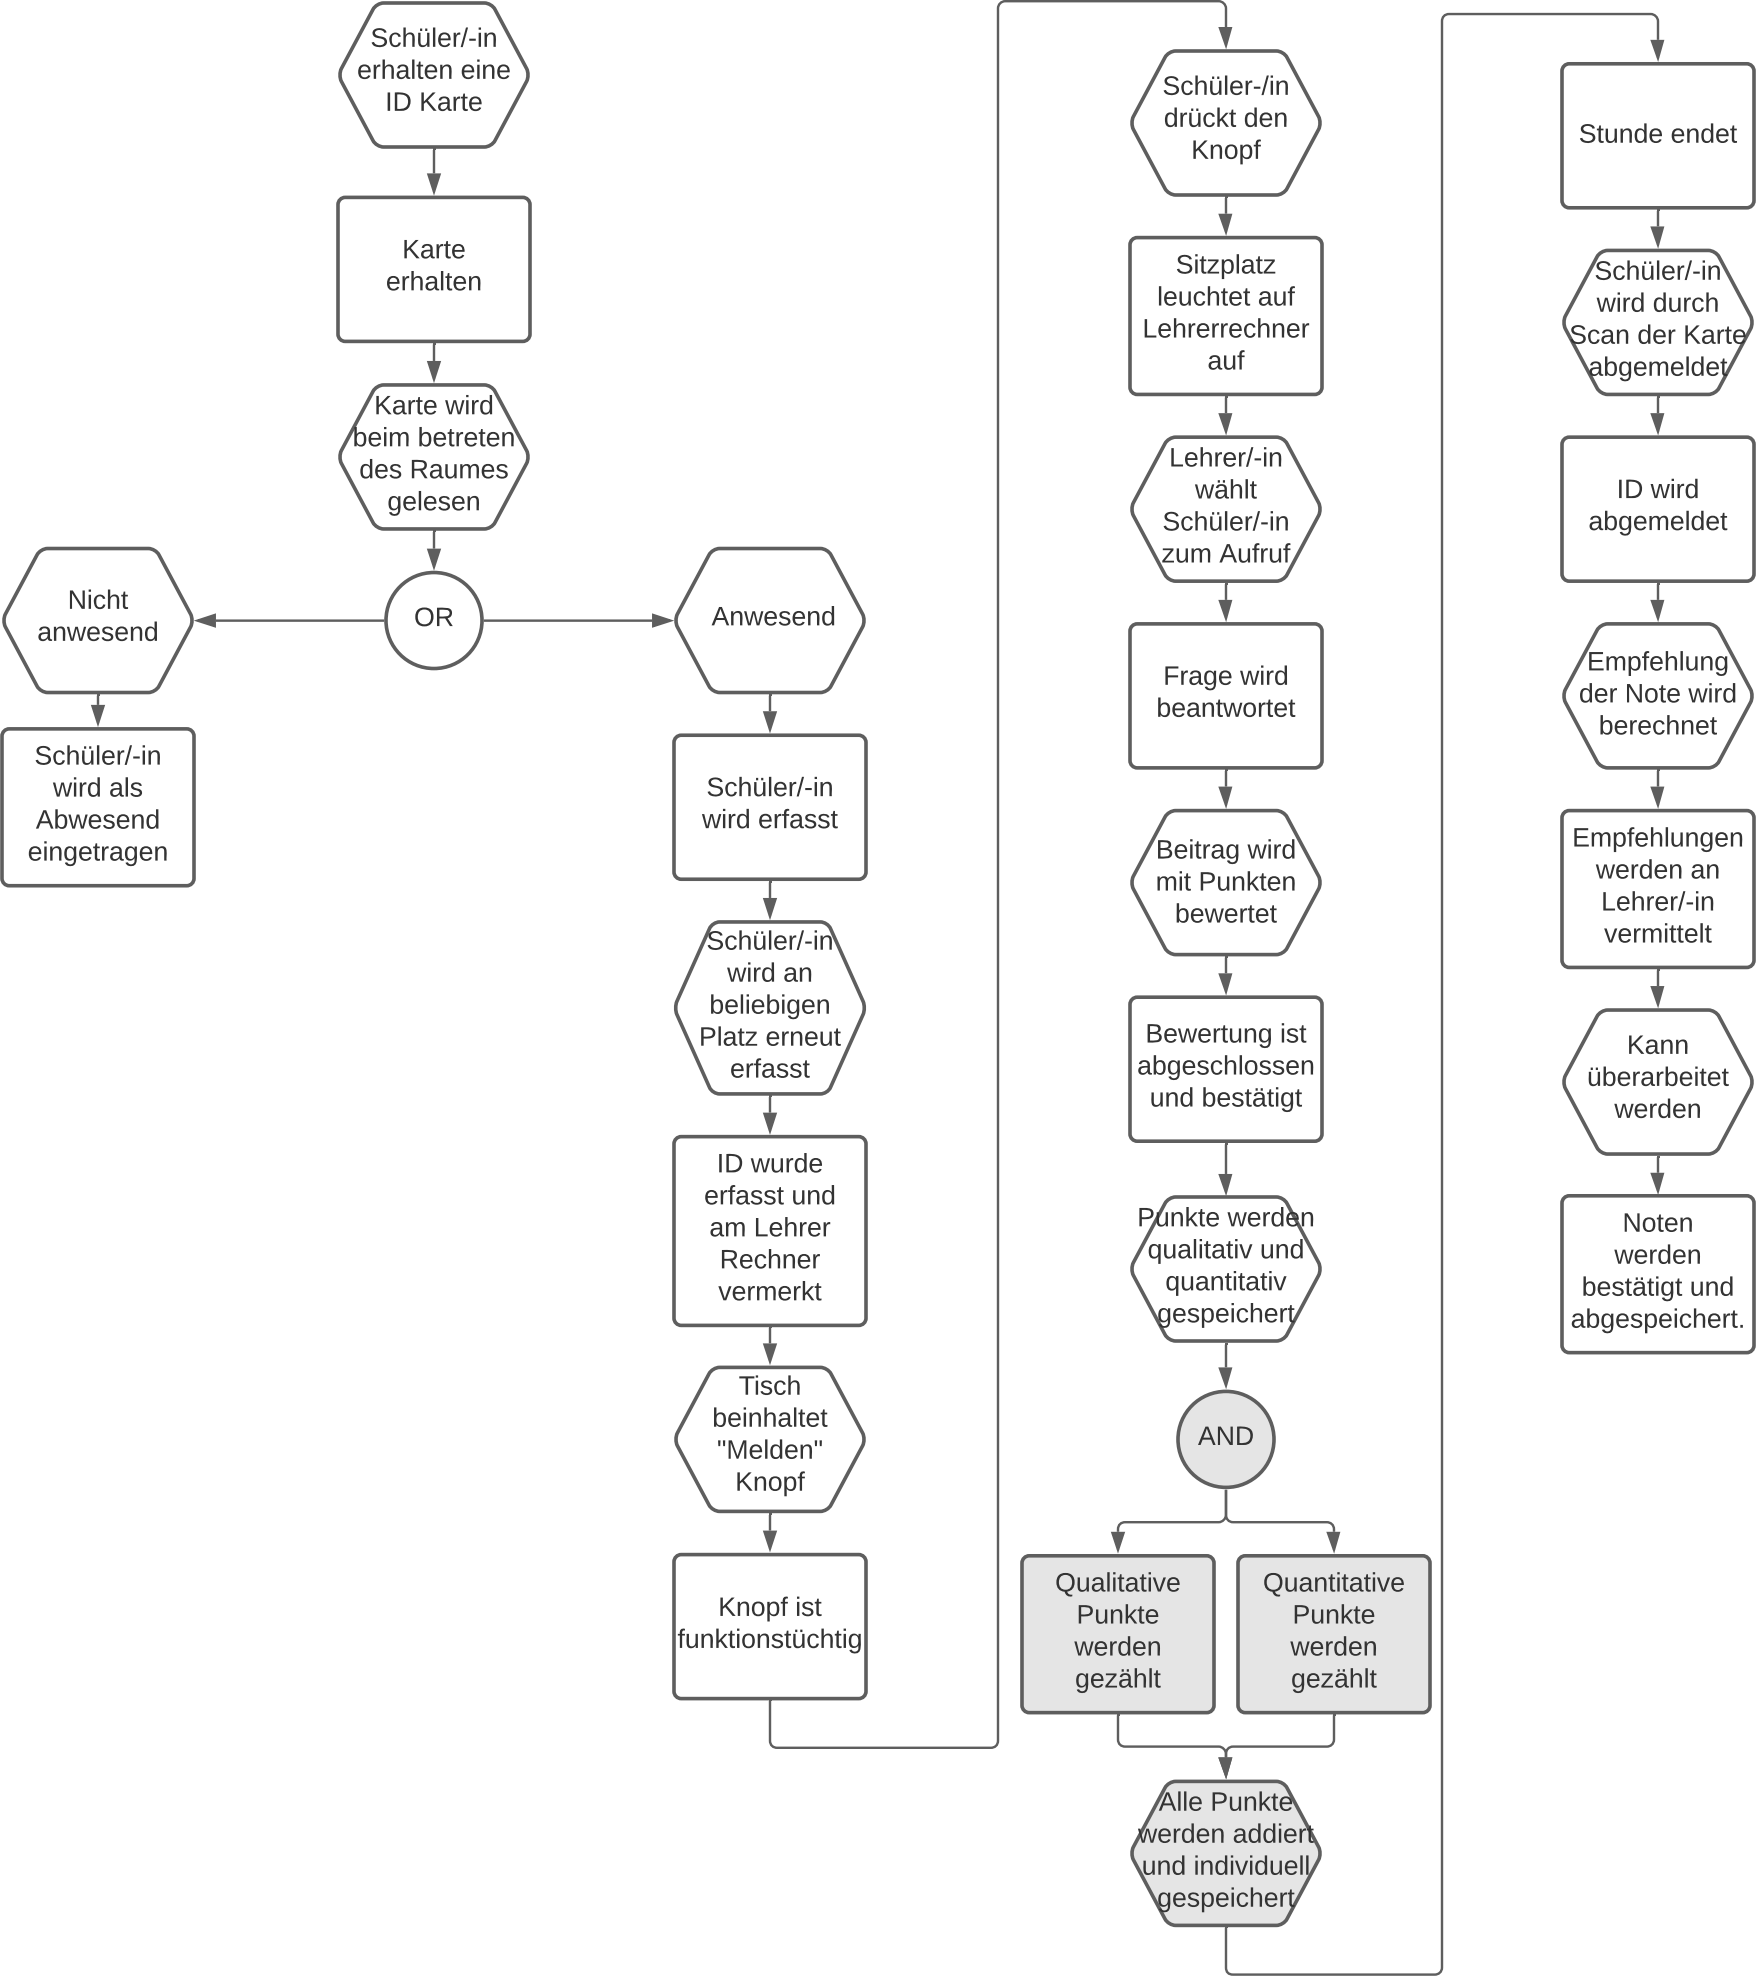 Schüler/-in
erhalten eine
ID Karte
Karte
erhalten
Karte wird
beim betreten
des Raumes
gelesen
OR
Nicht
anwesend
Schüler/-in
wird als
Abwesend
eingetragen
Anwesend
Schüler/-in
wird erfasst
Schüler/-in
wird an
beliebigen
Platz erneut
erfasst
ID wurde
erfasst und
am Lehrer
Rechner
vermerkt
Tisch
beinhaltet
"Melden"
Knopf
Knopf ist
funktionstüchtig
Schüler-/in
drückt den
Knopf
Sitzplatz
leuchtet auf
Lehrerrechner
auf
Lehrer/-in
wählt
Schüler/-in
zum Aufruf
Frage wird
beantwortet
Beitrag wird
mit Punkten
bewertet
Bewertung ist
abgeschlossen
und bestätigt
Punkte werden
qualitativ und
quantitativ
gespeichert
AND
Qualitative
Punkte
werden
gezählt
Quantitative
Punkte
werden
gezählt
Alle Punkte
werden addiert
und individuell
gespeichert
Stunde endet
Schüler/-in
wird durch
Scan der Karte
abgemeldet
ID wird
abgemeldet
Empfehlung
der Note wird
berechnet
Empfehlungen
werden an
Lehrer/-in
vermittelt
Kann
überarbeitet
werden
Noten
werden
bestätigt und
abgespeichert.